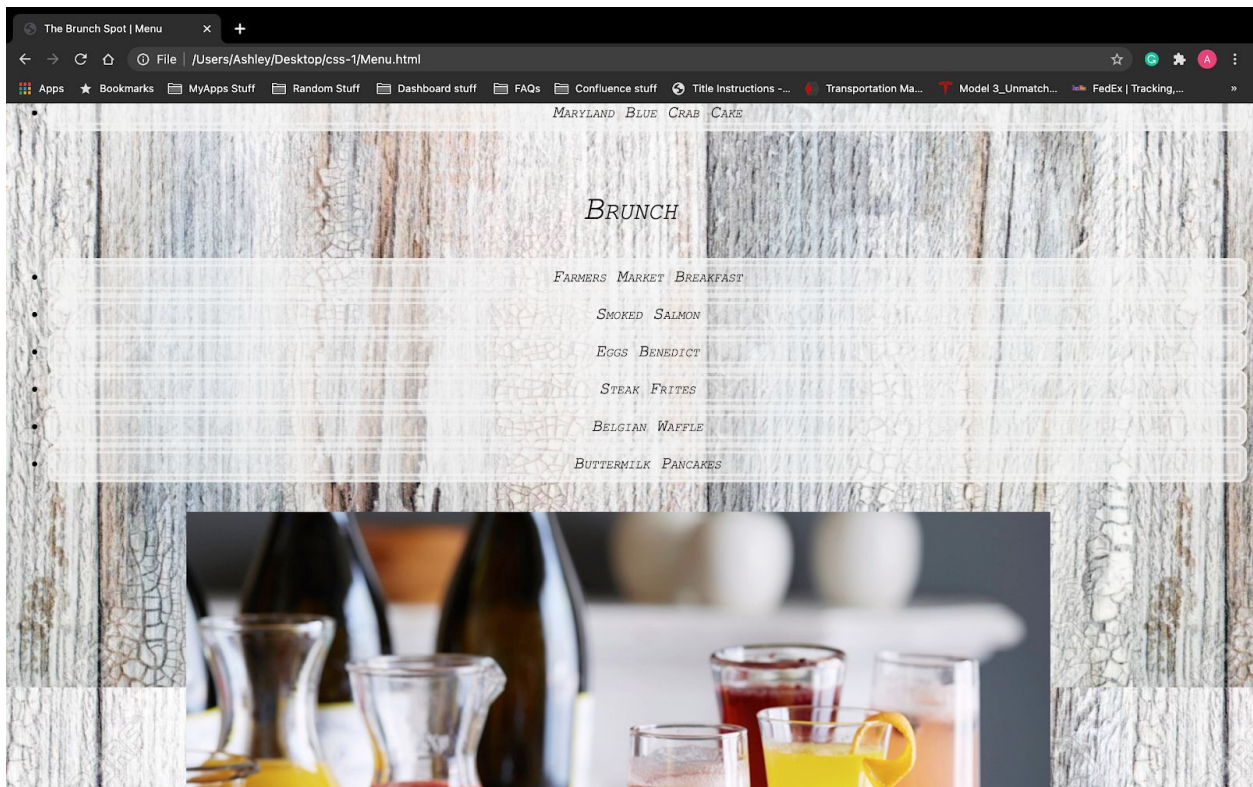 The Brunch Spot | Menu
File | /Users/Ashley/Desktop/css-1/Menu.html
A
Apps Bookmarks MyApps Stuff Random Stuff Dashboard stuff FAQs Confluence stuff Title Instructions -... Transportation Ma... Model 3_Unmatch... FedEx | Tracking,... »
Maryland Blue Crab Cake
Brunch
Farmers Market Breakfast
Smoked Salmon
Eggs Benedict
Steak Frites
Belgian Waffle
Buttermilk Pancakes